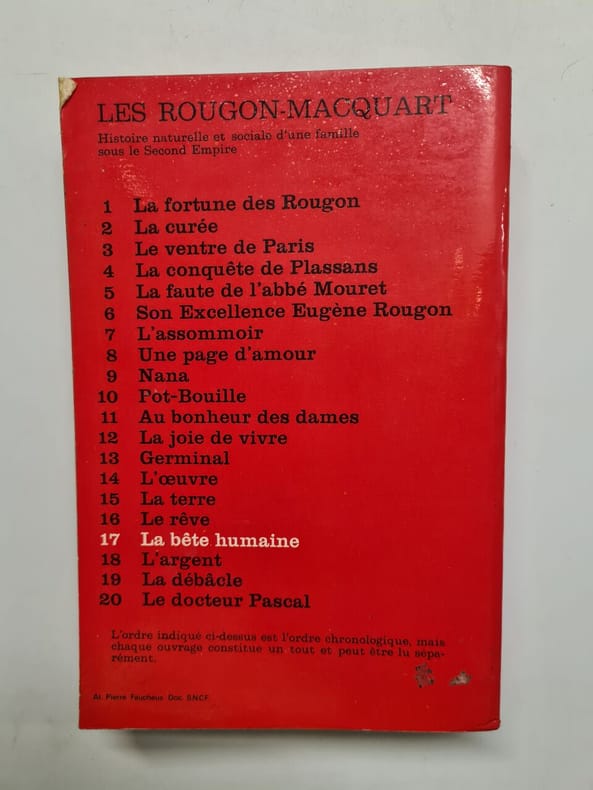 LES ROUGON-MACQUART
Histoire naturelle et sociale d'une famille
sous le Second Empire
1 La fortune des Rougon
2 La curée
3 Le ventre de Paris
4 La conquête de Plassans
5 La faute de l'abbé Mouret
6 Son Excellence Eugène Rougon
7 L'assommoir
8 Une page d'amour
9 Nana
10 Pot-Bouille
11 Au bonheur des dames
12 La joie de vivre
13 Germinal
14 L'œuvre
15 La terre
16 Le rêve
17 La bête humaine
18 L'argent
19 La débâcle
20 Le docteur Pascal
L'ordre indiqué ci-dessus est l'ordre chronologique, mais
chaque ouvrage constitue un tout et peut être lu sépa-
rément.
At. Pierre Faucheux Doc. B.N.C.F.